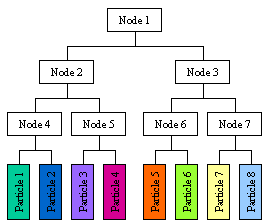 Node 1
Node 2
Node 3
Node 4
Node 5
Node 6
Node 7
Particle 1
Particle 2
Particle 3
Particle 4
Particle 5
Particle 6
Particle 7
Particle 8